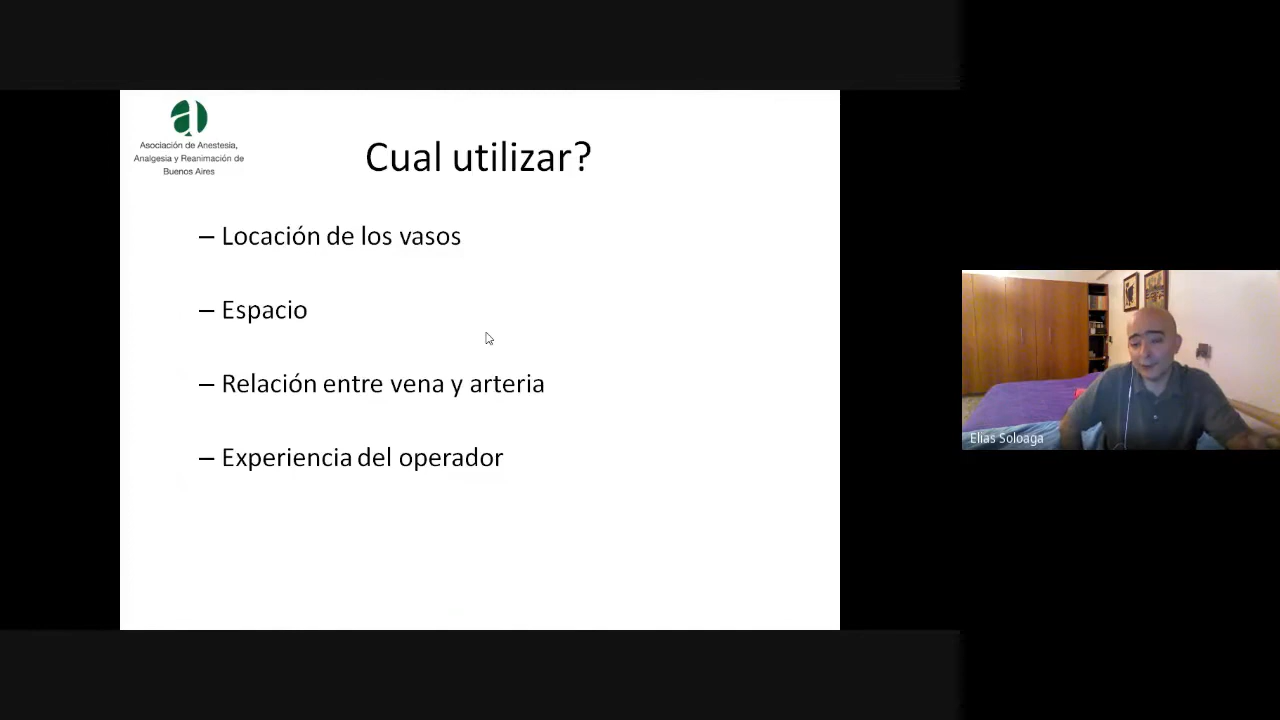 Asociación de Anestesia,
Analgesia y Reanimación de
Buenos Aires
Cual utilizar?
– Locación de los vasos
– Espacio
– Relación entre vena y arteria
– Experiencia del operador
Elias Soloaga